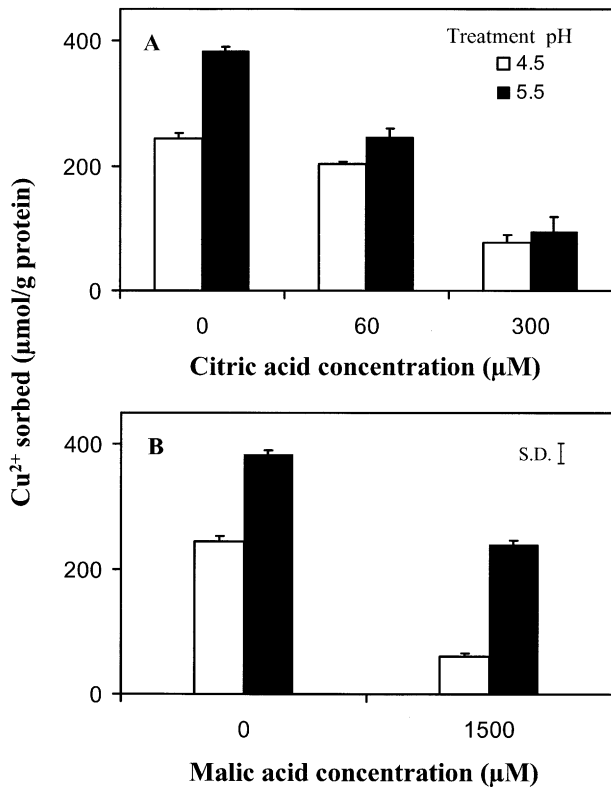 A
Treatment pH
4.5
5.5
400
200
0
0 60 300
Citric acid concentration (µM)
Cu²⁺ sorbed (µmol/g protein)
B
S.D.
400
200
0
0 1500
Malic acid concentration (µM)